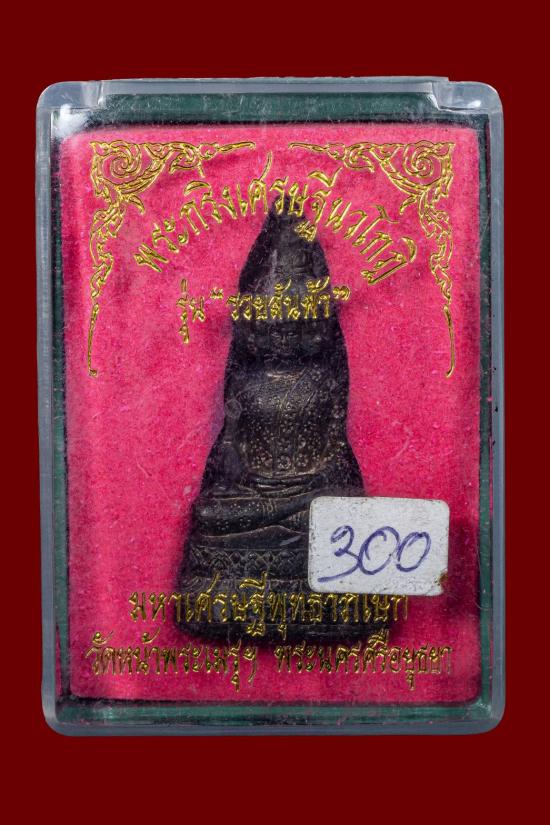 พระกริ่งเศรษฐีนวโกฏิ
รุ่น "รวยล้นฟ้า"
300
มหาเศรษฐีพุทธาภิเษก
วัดหน้าพระเมรุฯ พระนครศรีอยุธยา